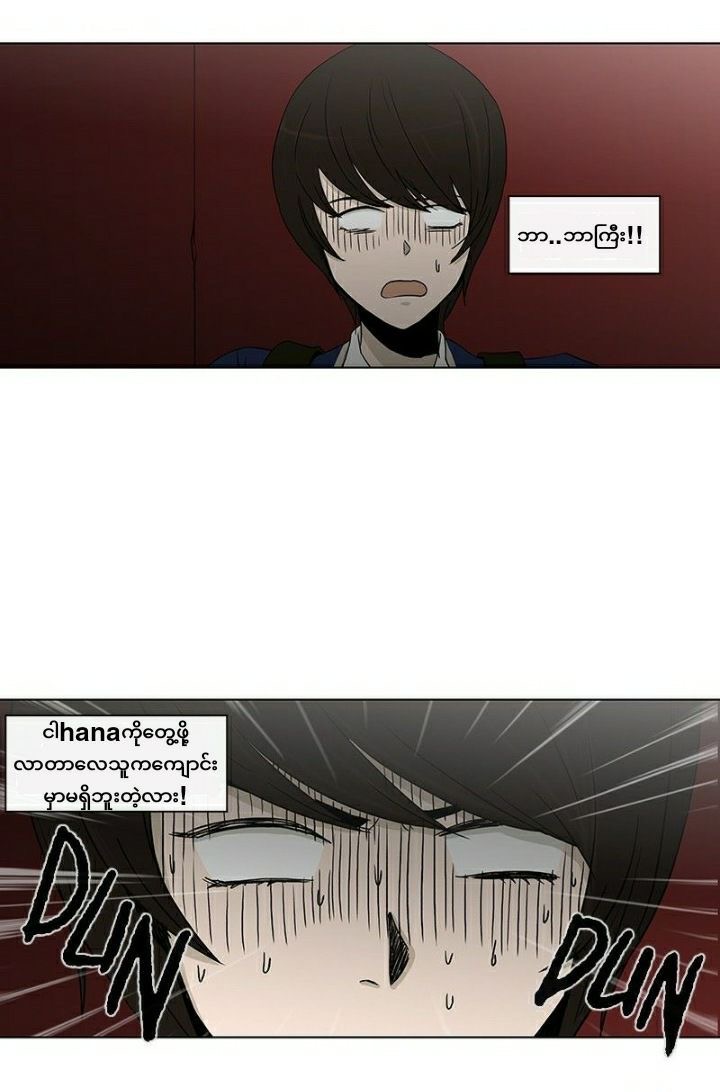 ဘာ..ဘာကြီး!!
ငါhanaကိုတွေ့ဖို့
လာတာလေသူကကျောင်း
မှာမရှိဘူးတဲ့လား!
DUN
DUN